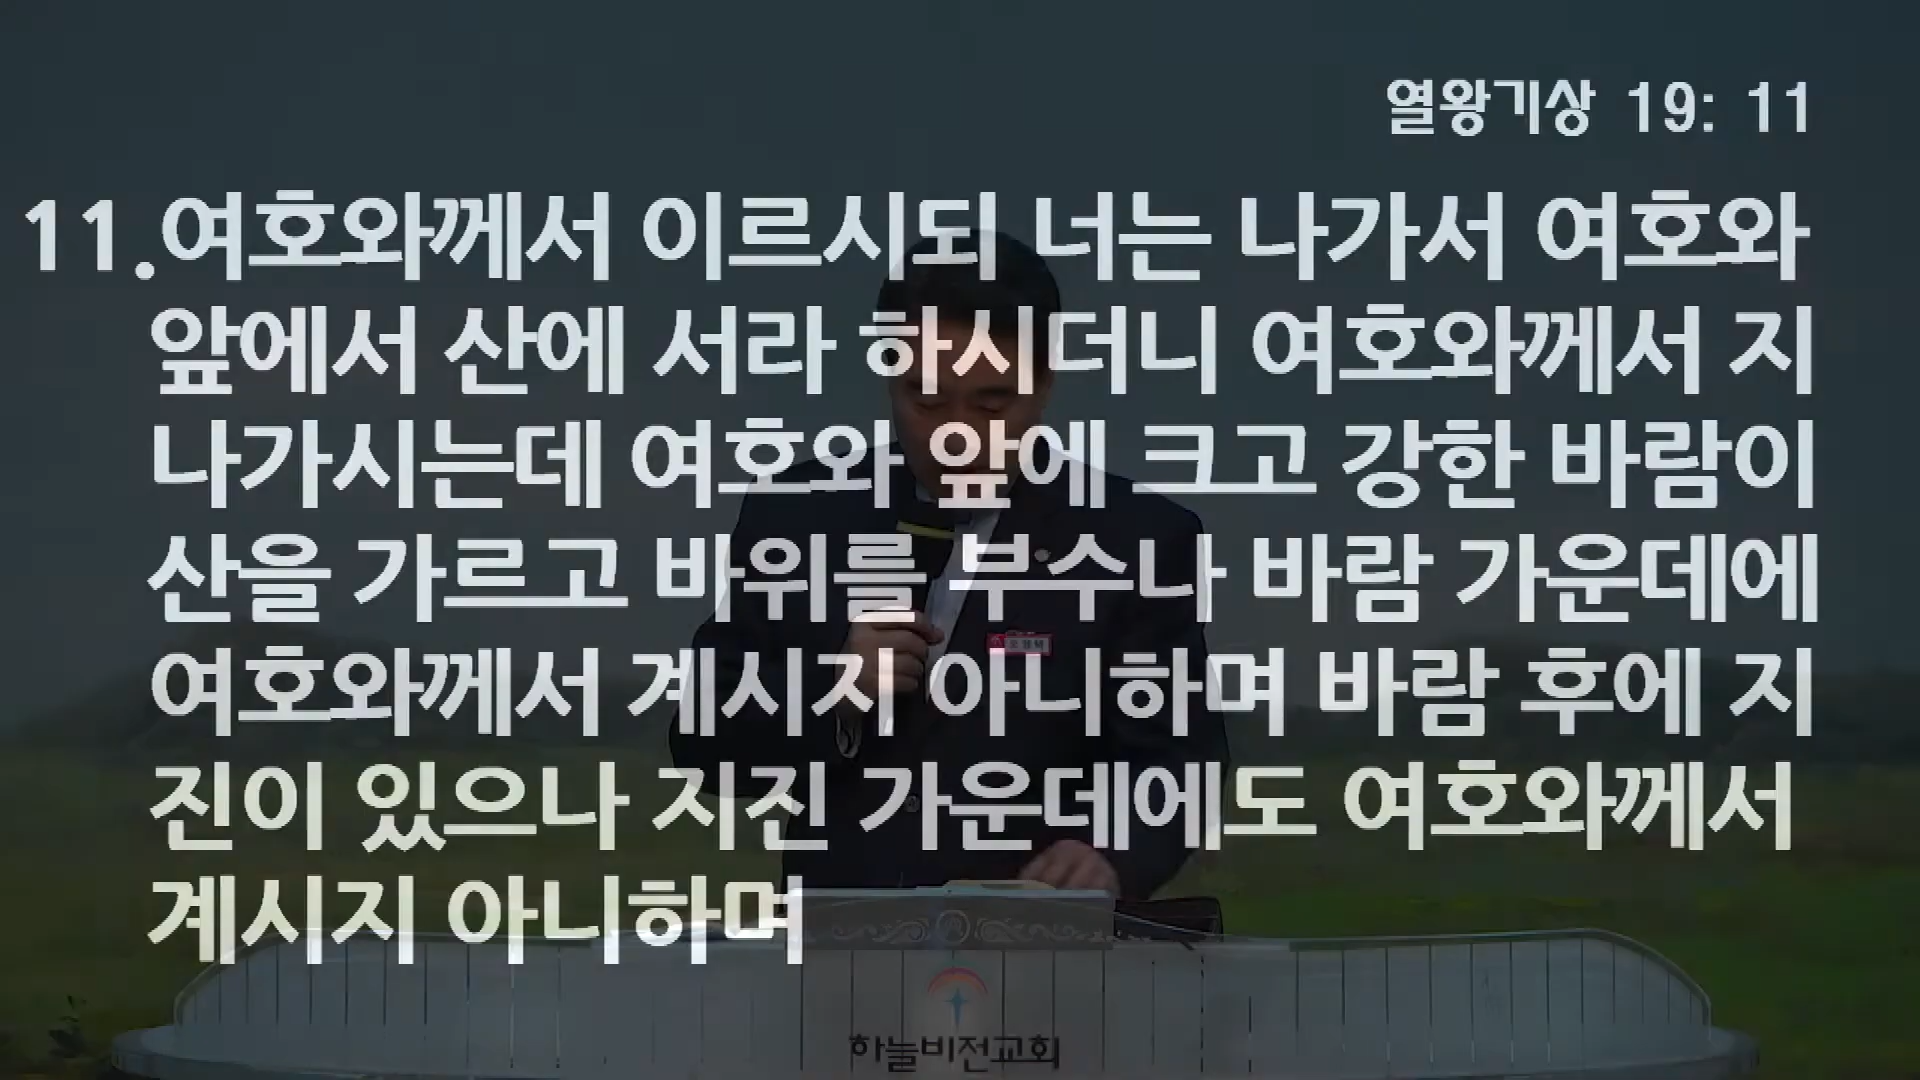 열왕기상 19: 11
11.여호와께서 이르시되 너는 나가서 여호와
앞에서 산에 서라 하시더니 여호와께서 지
나가시는데 여호와 앞에 크고 강한 바람이
산을 가르고 바위를 부수나 바람 가운데에
여호와께서 계시지 아니하며 바람 후에 지
진이 있으나 지진 가운데에도 여호와께서
계시지 아니하며
하늘비전교회